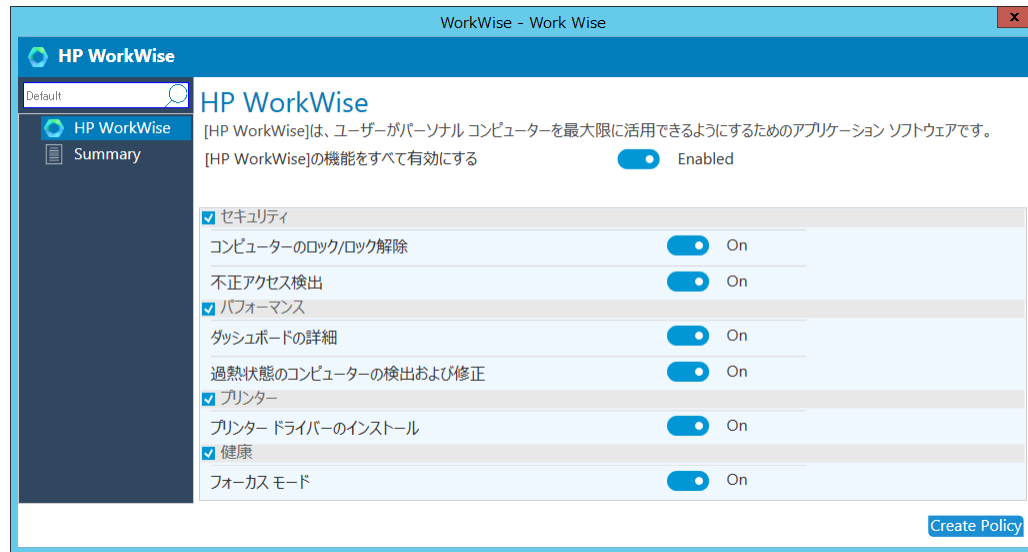 WorkWise - Work Wise
x
HP WorkWise
Default
HP WorkWise
Summary
HP WorkWise
[HP WorkWise]は、ユーザーがパーソナル コンピューターを最大限に活用できるようにするためのアプリケーション ソフトウェアです。
[HP WorkWise]の機能をすべて有効にする Enabled
セキュリティ
コンピューターのロック/ロック解除 On
不正アクセス検出 On
パフォーマンス
ダッシュボードの詳細 On
過熱状態のコンピューターの検出および修正 On
プリンター
プリンター ドライバーのインストール On
健康
フォーカス モード On
Create Policy